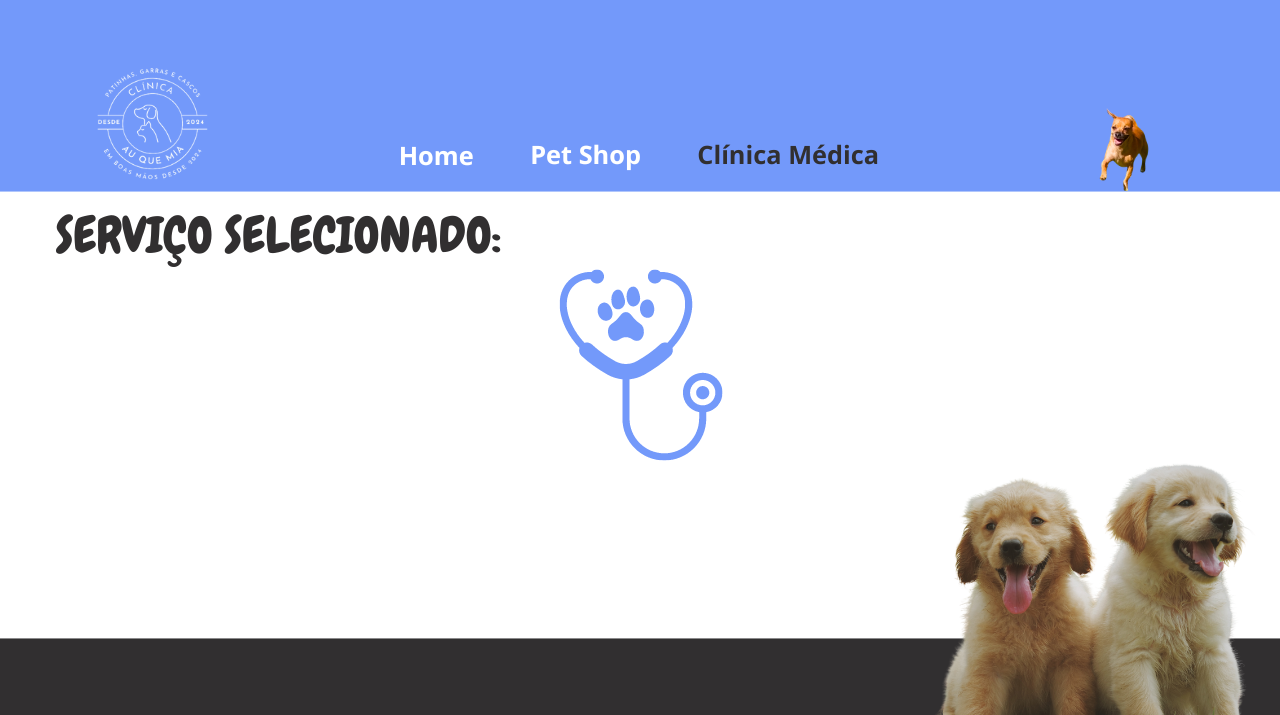 PATINHAS, GARRAS E CASCOS
CLÍNICA
DESDE 2024
AU QUE MIA
EM BOAS MÃOS DESDE 2024
Home Pet Shop Clínica Médica
SERVIÇO SELECIONADO: